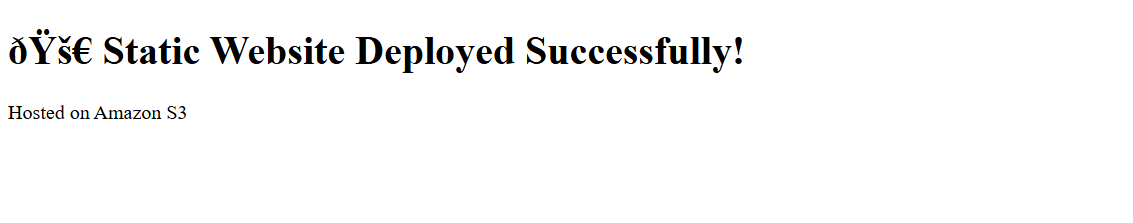 ðŸš€ Static Website Deployed Successfully!
Hosted on Amazon S3